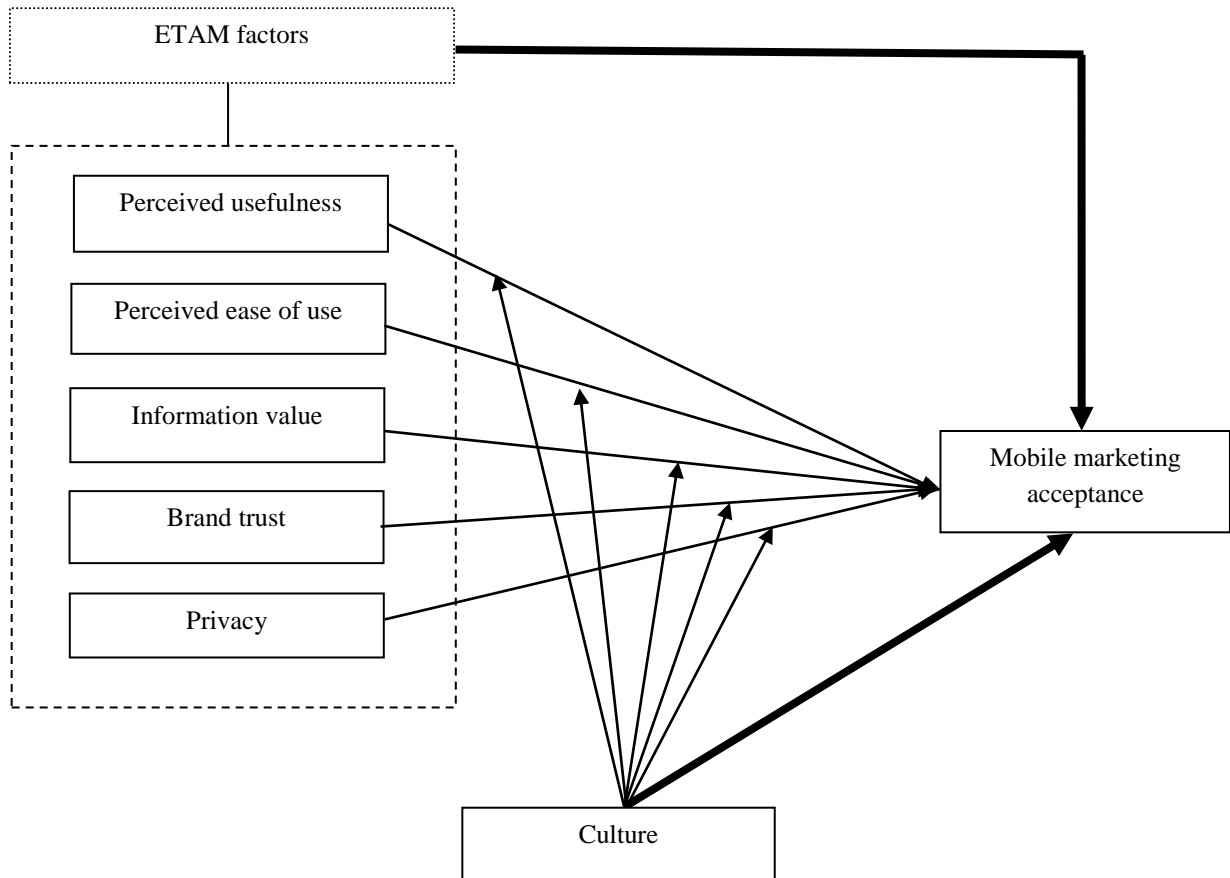 ETAM factors
Perceived usefulness
Perceived ease of use
Information value
Brand trust
Privacy
Mobile marketing
acceptance
Culture